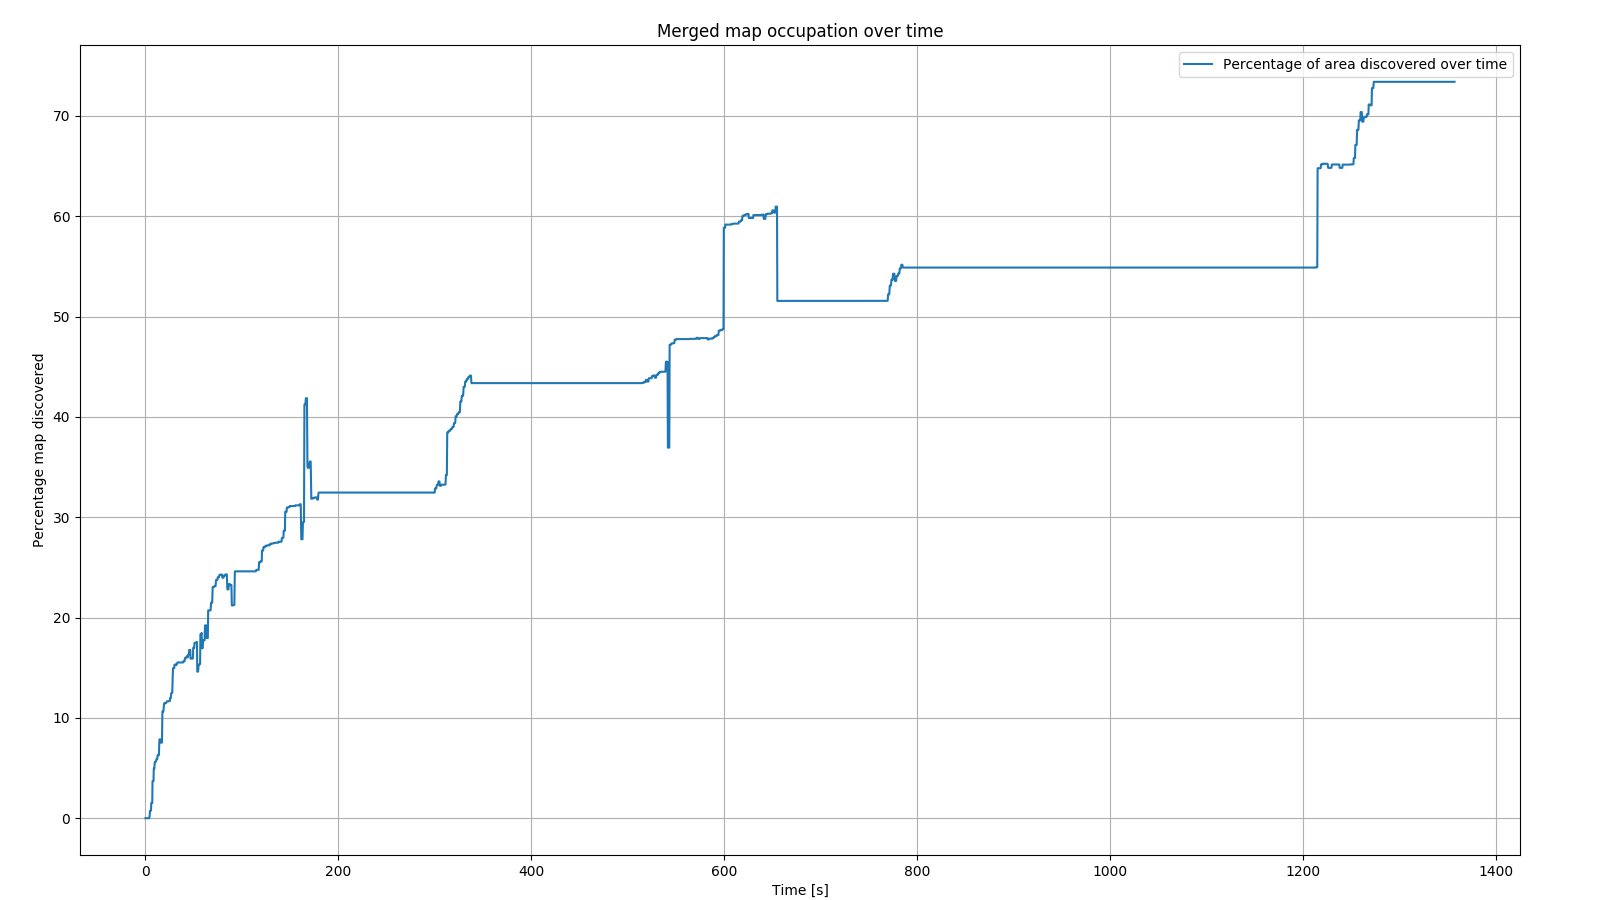 Merged map occupation over time
Percentage of area discovered over time
Percentage map discovered
70
60
50
40
30
20
10
0
0 200 400 600 800 1000 1200 1400
Time [s]